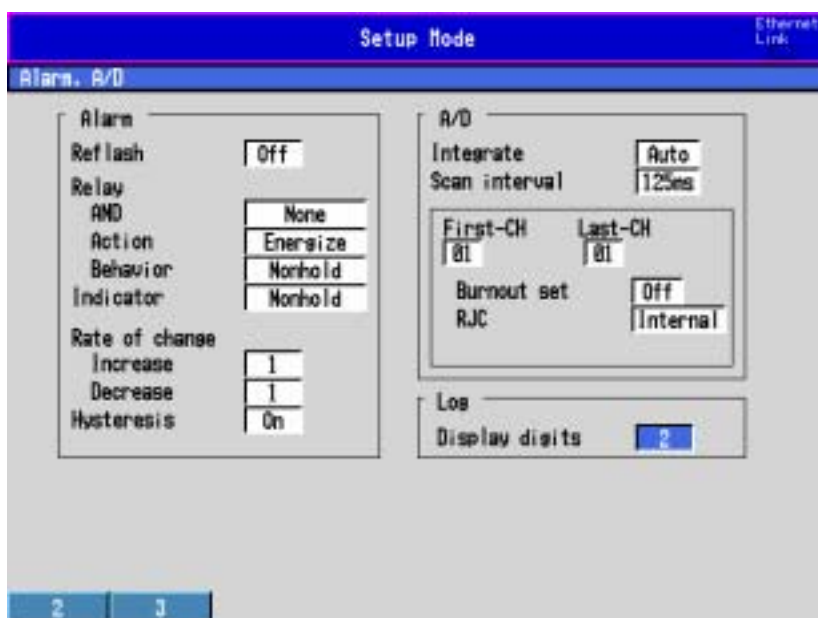 Setup Mode
Ethernet
Link
Alarm, A/D
Alarm
Reflash Off
Relay
AND None
Action Energize
Behavior Nonhold
Indicator Nonhold
Rate of change
Increase 1
Decrease 1
Hysteresis On
A/D
Integrate Auto
Scan interval 125ms
First-CH Last-CH
01 01
Burnout set Off
RJC Internal
Log
Display digits 2
2 3